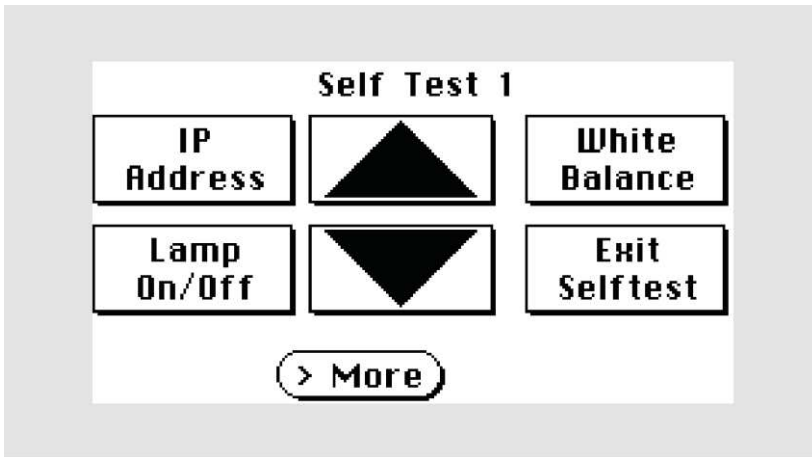 Self Test 1
IP
Address
White
Balance
Lamp
On/Off
Exit
Selftest
> More